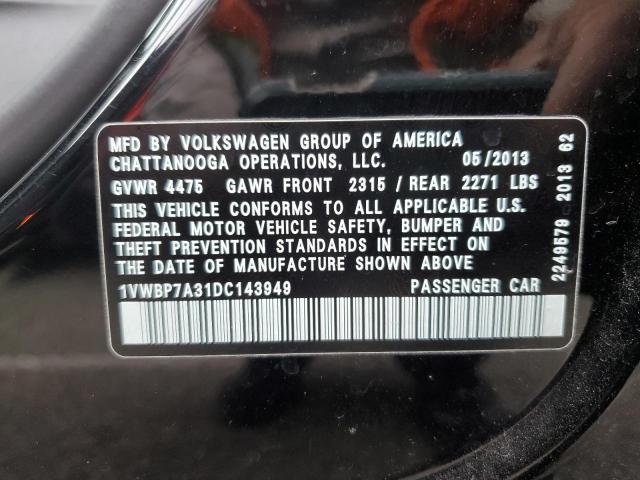 MFD BY VOLKSWAGEN GROUP OF AMERICA
CHATTANOOGA OPERATIONS, LLC. 05/2013
GVWR 4475 GAWR FRONT 2315 / REAR 2271 LBS
THIS VEHICLE CONFORMS TO ALL APPLICABLE U.S.
FEDERAL MOTOR VEHICLE SAFETY, BUMPER AND
THEFT PREVENTION STANDARDS IN EFFECT ON
THE DATE OF MANUFACTURE SHOWN ABOVE
1VWBP7A31DC143949 PASSENGER CAR
2249579 2013 62